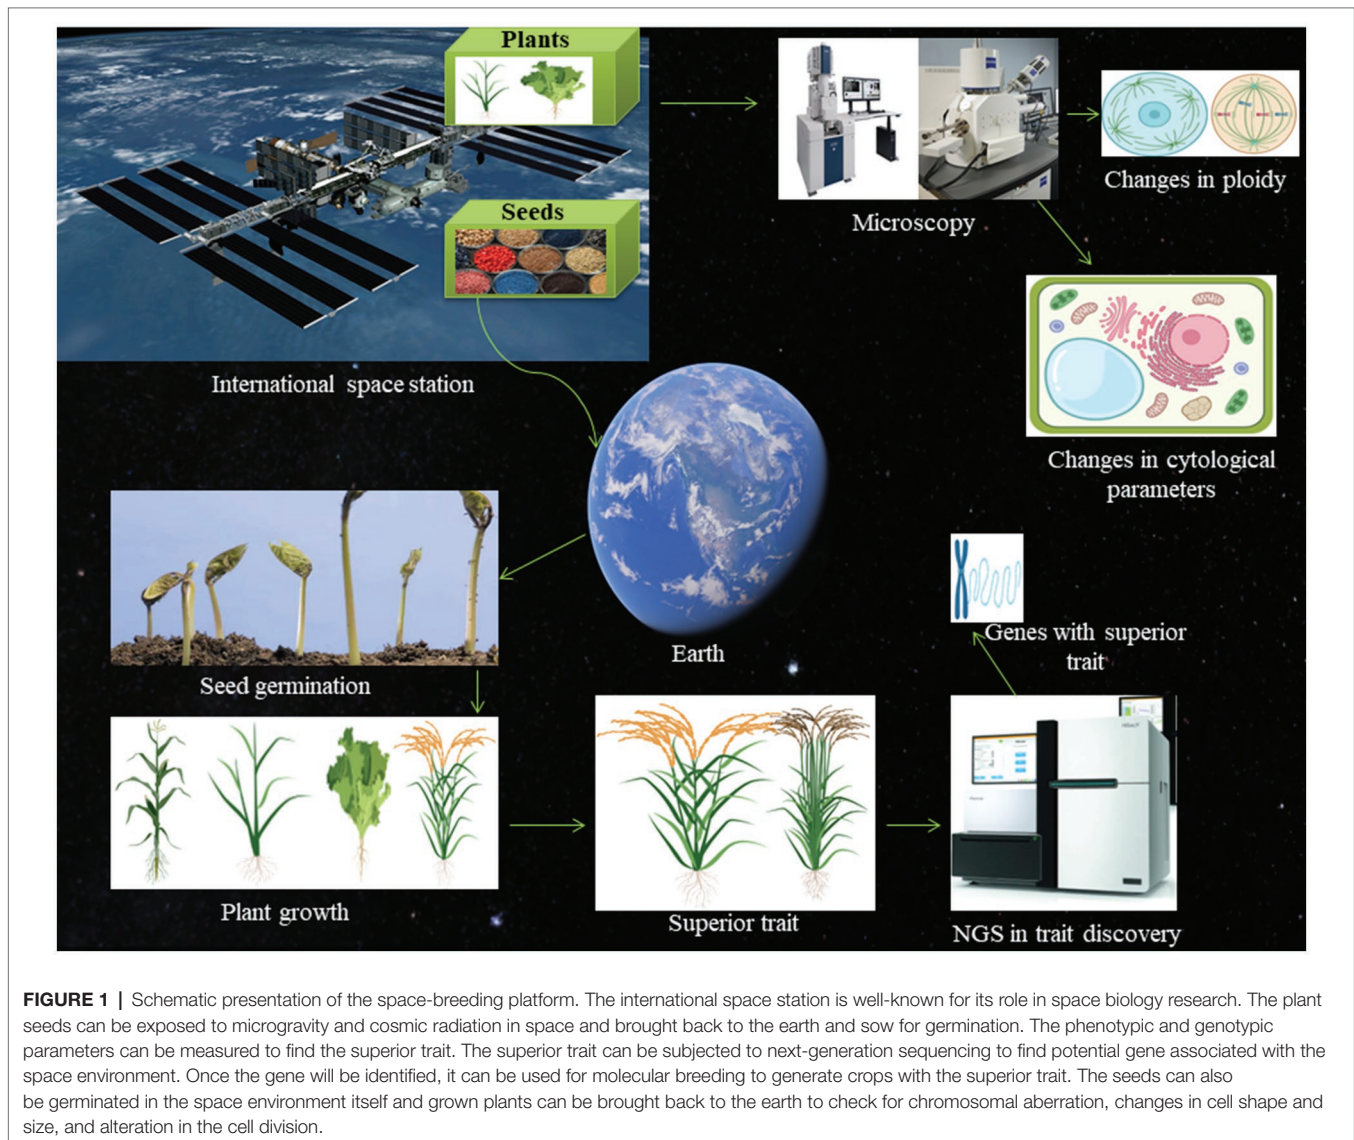 Plants
Seeds
International space station
Microscopy
Changes in ploidy
Changes in cytological
parameters
Earth
Seed germination
Plant growth
Superior trait
NGS in trait discovery
Genes with superior
trait
FIGURE 1 | Schematic presentation of the space-breeding platform. The international space station is well-known for its role in space biology research. The plant
seeds can be exposed to microgravity and cosmic radiation in space and brought back to the earth and sow for germination. The phenotypic and genotypic
parameters can be measured to find the superior trait. The superior trait can be subjected to next-generation sequencing to find potential gene associated with the
space environment. Once the gene will be identified, it can be used for molecular breeding to generate crops with the superior trait. The seeds can also
be germinated in the space environment itself and grown plants can be brought back to the earth to check for chromosomal aberration, changes in cell shape and
size, and alteration in the cell division.